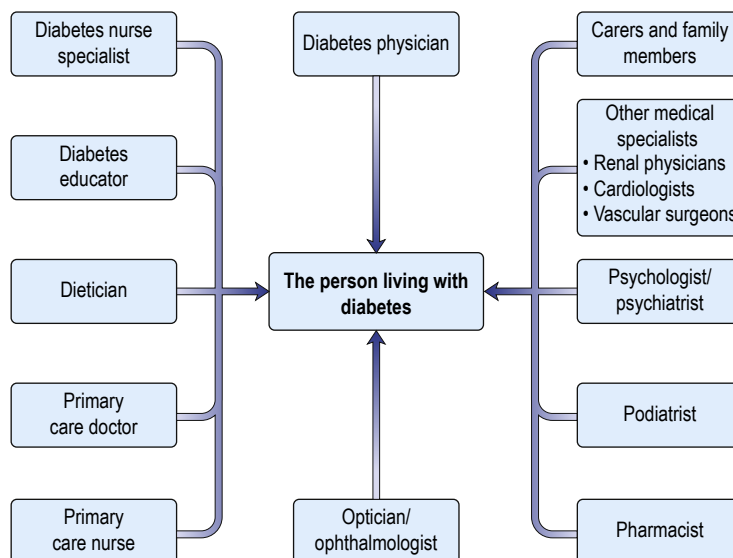 Diabetes nurse
specialist
Diabetes physician
Carers and family
members
Diabetes
educator
Other medical
specialists
• Renal physicians
• Cardiologists
• Vascular surgeons
Dietician
The person living with
diabetes
Psychologist/
psychiatrist
Primary
care doctor
Podiatrist
Primary
care nurse
Optician/
ophthalmologist
Pharmacist